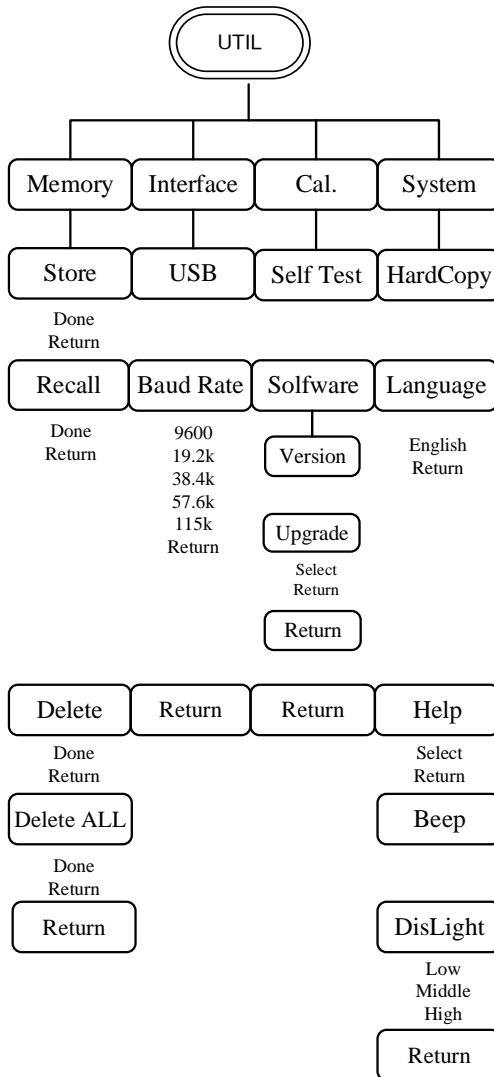 UTIL
Memory Interface Cal. System
Store USB Self Test HardCopy
Done
Return
Recall Baud Rate Solfware Language
Done
Return
9600
19.2k
38.4k
57.6k
115k
Return
Version
Upgrade
Select
Return
Return
English
Return
Delete Return Return Help
Done
Return
Select
Return
Delete ALL Beep
Done
Return
Return DisLight
Low
Middle
High
Return